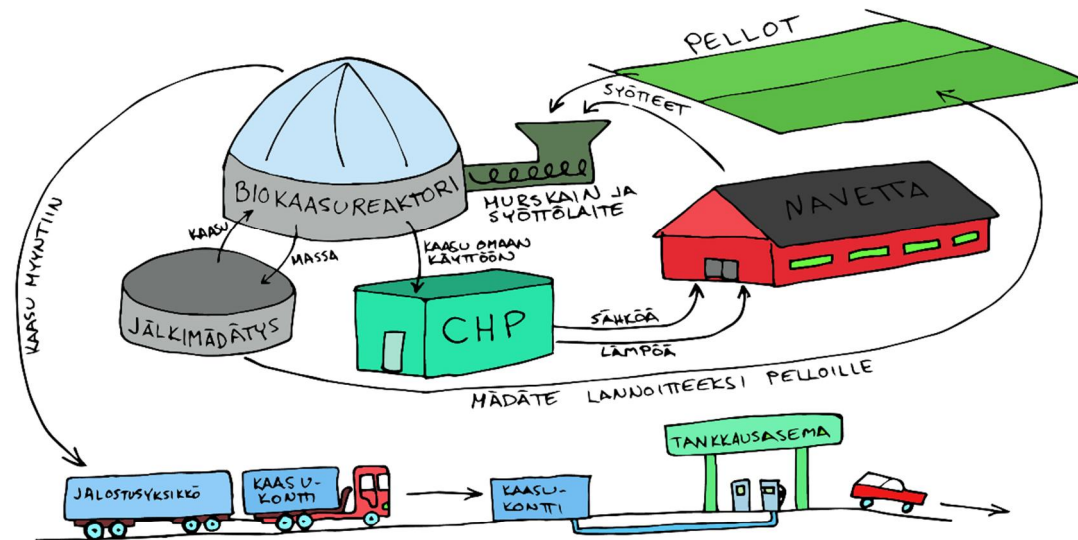 PELLOT
SYÖTTEET
BIOKAASUREAKTORI
MURSKAIN JA
SYÖTTÖLAITE
NAVETTA
KAASU MYYNTIIN
KAASU
MASSA
KAASU OMAAN
KÄYTTÖÖN
JÄLKIMÄDÄTYS
CHP
SÄHKÖÄ
LÄMPÖÄ
MÄDÄTE LANNOITTEEKSI PELLOILLE
TANKKAUSASEMA
JALOSTUSYKSIKKÖ
KAASU-
KONTTI
KAASU-
KONTTI